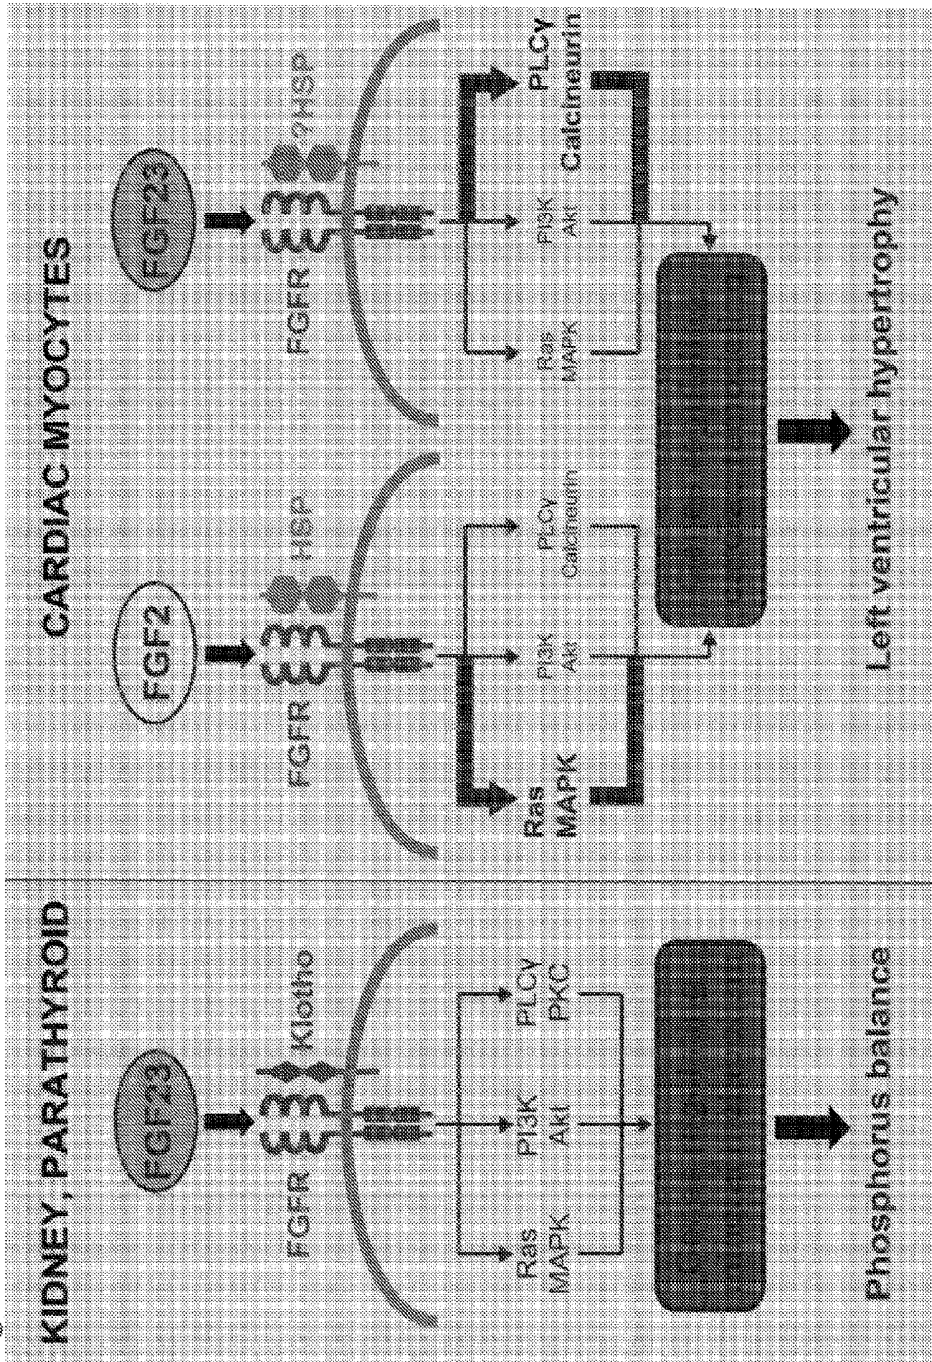 KIDNEY, PARATHYROID
FGF23
FGFR
Klotho
Ras
MAPK
PI3K
Akt
PLCγ
PKC
Phosphorus balance
CARDIAC MYOCYTES
FGF2
FGFR
HSP
Ras
MAPK
PI3K
Akt
PLCγ
Calcineurin
FGF23
FGFR
?HSP
Ras
MAPK
PI3K
Akt
PLCγ
Calcineurin
Left ventricular hypertrophy